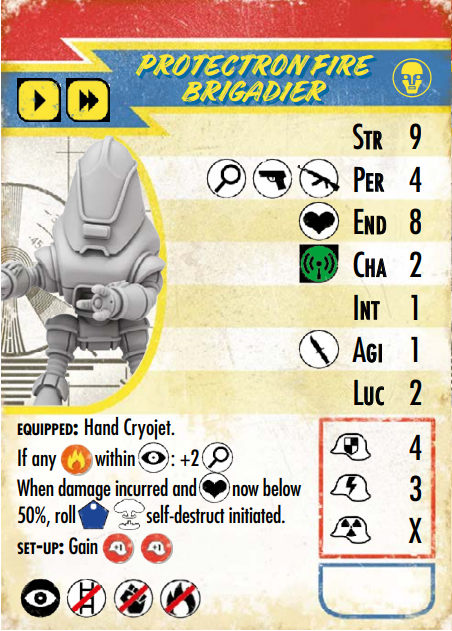 PROTECTRON FIRE
BRIGADIER
STR 9
PER 4
END 8
CHA 2
INT 1
AGI 1
LUC 2
EQUIPPED: Hand Cryojet.
If any within : +2
When damage incurred and now below
50%, roll self-destruct initiated.
SET-UP: Gain +1 +1
4
3
X